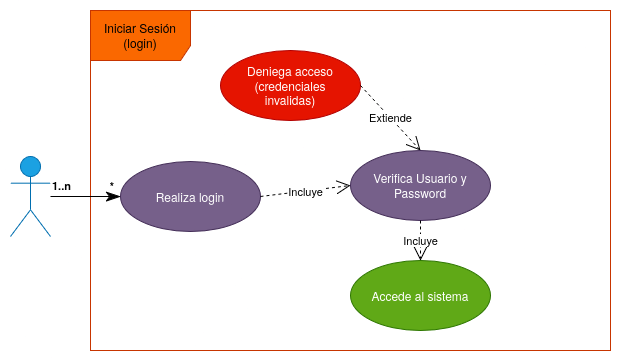 Iniciar Sesión
(login)
Deniega acceso
(credenciales
invalidas)
Extiende
1..n
*
Realiza login
Incluye
Verifica Usuario y
Password
Incluye
Accede al sistema